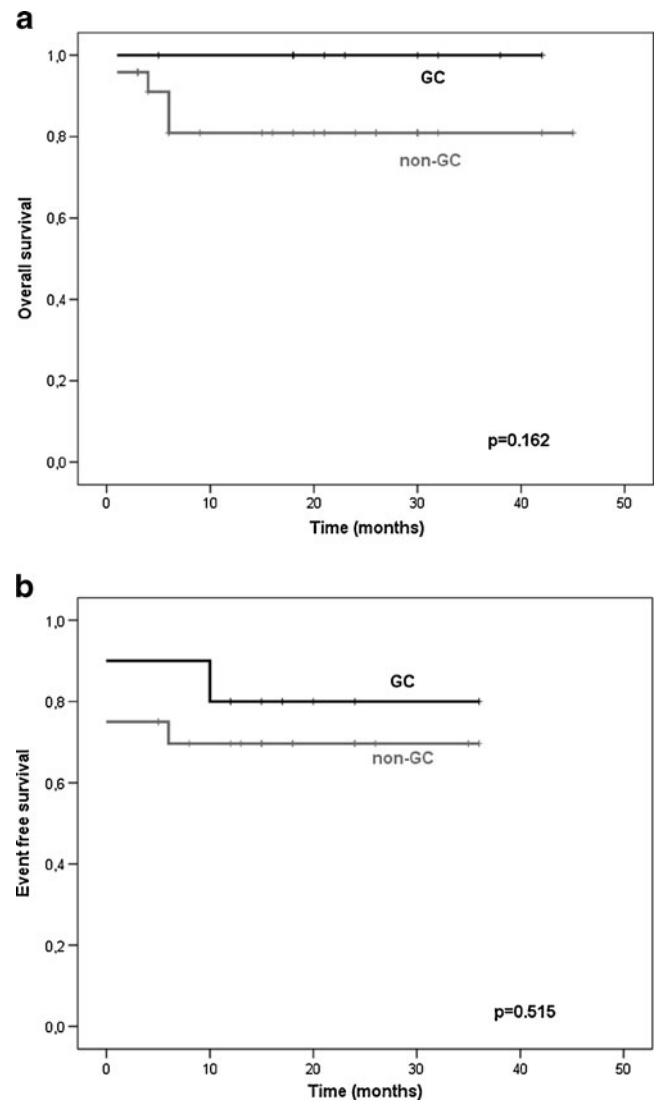 a
1,0
GC
0,8
non-GC
0,6
Overall survival
0,4
0,2
p=0.162
0,0
0 10 20 30 40 50
Time (months)
b
1,0
GC
0,8
non-GC
0,6
Event free survival
0,4
0,2
p=0.515
0,0
0 10 20 30 40 50
Time (months)